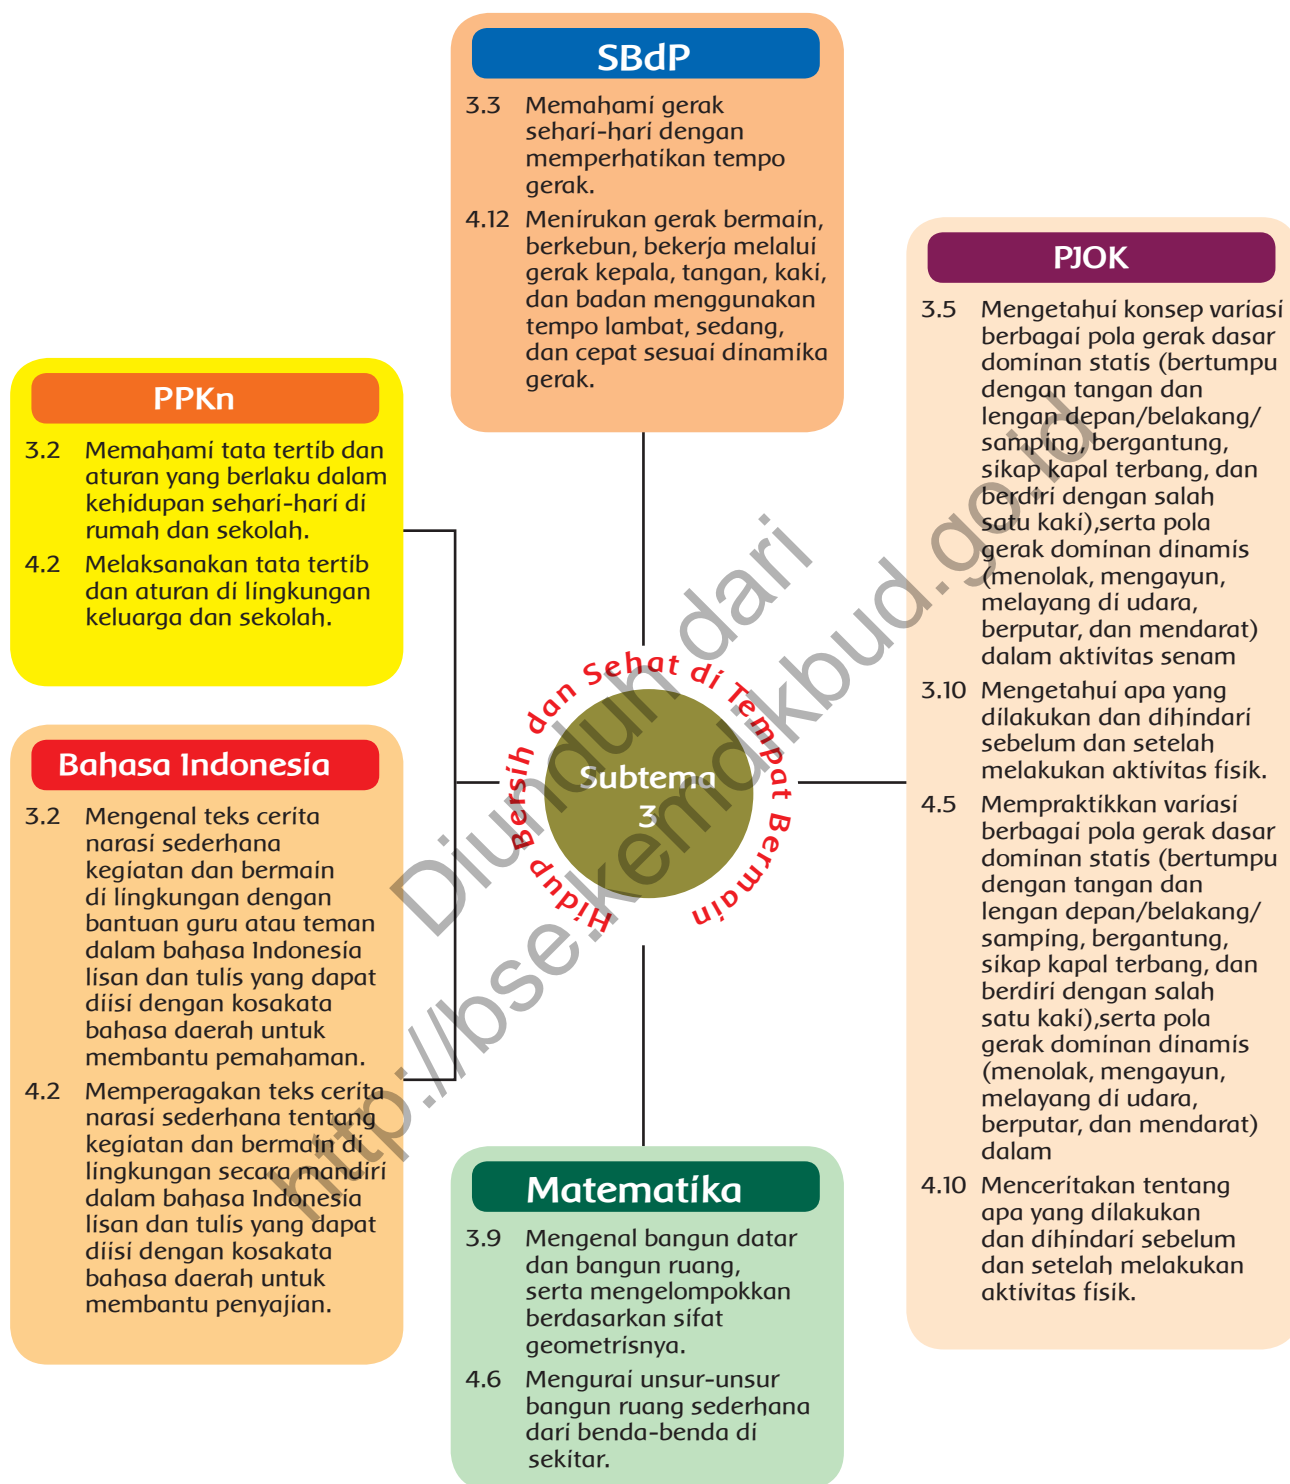 SBdP
3.3 Memahami gerak
sehari-hari dengan
memperhatikan tempo
gerak.
4.12 Menirukan gerak bermain,
berkebun, bekerja melalui
gerak kepala, tangan, kaki,
dan badan menggunakan
tempo lambat, sedang,
dan cepat sesuai dinamika
gerak.
PPKn
3.2 Memahami tata tertib dan
aturan yang berlaku dalam
kehidupan sehari-hari di
rumah dan sekolah.
4.2 Melaksanakan tata tertib
dan aturan di lingkungan
keluarga dan sekolah.
Bahasa Indonesia
3.2 Mengenal teks cerita
narasi sederhana
kegiatan dan bermain
di lingkungan dengan
bantuan guru atau teman
dalam bahasa Indonesia
lisan dan tulis yang dapat
diisi dengan kosakata
bahasa daerah untuk
membantu pemahaman.
4.2 Memperagakan teks cerita
narasi sederhana tentang
kegiatan dan bermain di
lingkungan secara mandiri
dalam bahasa Indonesia
lisan dan tulis yang dapat
diisi dengan kosakata
bahasa daerah untuk
membantu penyajian.
Hidup Bersih dan Sehat di Tempat Bermain
Subtema
3
PJOK
3.5 Mengetahui konsep variasi
berbagai pola gerak dasar
dominan statis (bertumpu
dengan tangan dan
lengan depan/belakang/
samping, bergantung,
sikap kapal terbang, dan
berdiri dengan salah
satu kaki),serta pola
gerak dominan dinamis
(menolak, mengayun,
melayang di udara,
berputar, dan mendarat)
dalam aktivitas senam
3.10 Mengetahui apa yang
dilakukan dan dihindari
sebelum dan setelah
melakukan aktivitas fisik.
4.5 Mempraktikkan variasi
berbagai pola gerak dasar
dominan statis (bertumpu
dengan tangan dan
lengan depan/belakang/
samping, bergantung,
sikap kapal terbang, dan
berdiri dengan salah
satu kaki),serta pola
gerak dominan dinamis
(menolak, mengayun,
melayang di udara,
berputar, dan mendarat)
dalam
4.10 Menceritakan tentang
apa yang dilakukan
dan dihindari sebelum
dan setelah melakukan
aktivitas fisik.
Matematika
3.9 Mengenal bangun datar
dan bangun ruang,
serta mengelompokkan
berdasarkan sifat
geometrisnya.
4.6 Mengurai unsur-unsur
bangun ruang sederhana
dari benda-benda di
sekitar.
Diunduh dari
http://bse.kemdikbud.go.id